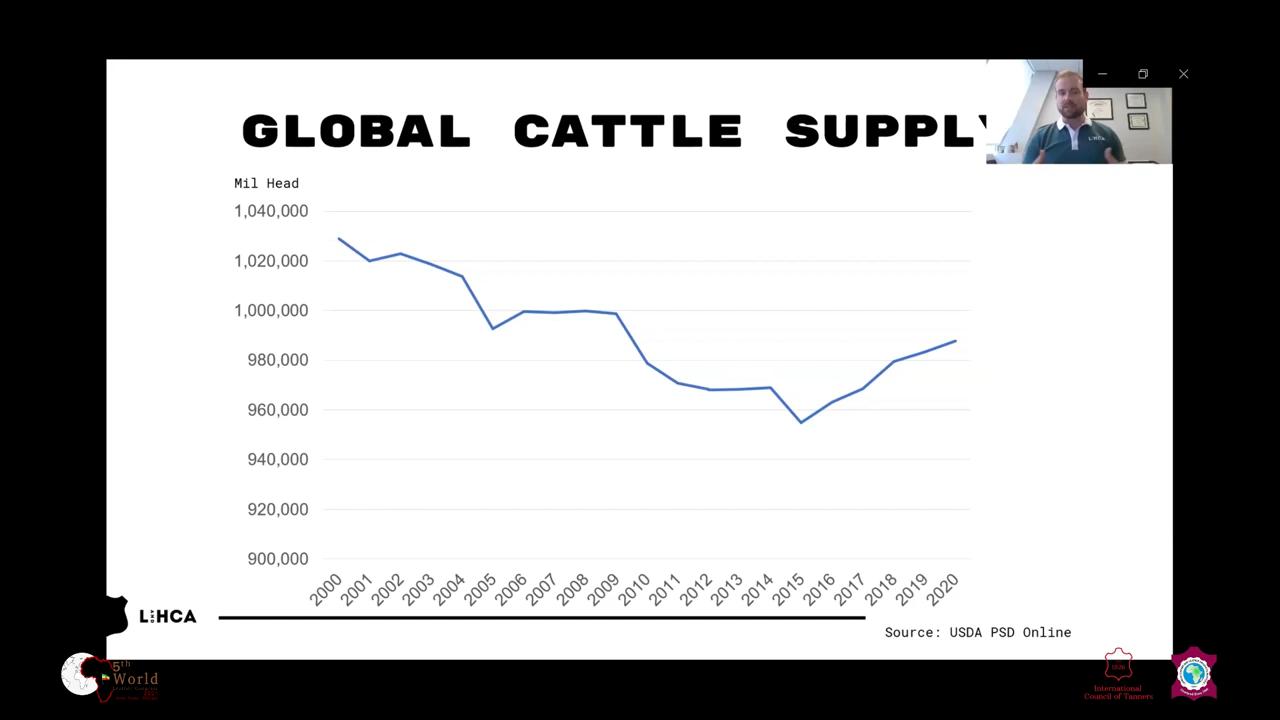 GLOBAL CATTLE SUPPLY
Mil Head
1,040,000
1,020,000
1,000,000
980,000
960,000
940,000
920,000
900,000
2000 2001 2002 2003 2004 2005 2006 2007 2008 2009 2010 2011 2012 2013 2014 2015 2016 2017 2018 2019 2020
L&HCA
Source: USDA PSD Online
5th
World
International
Council of Tanners